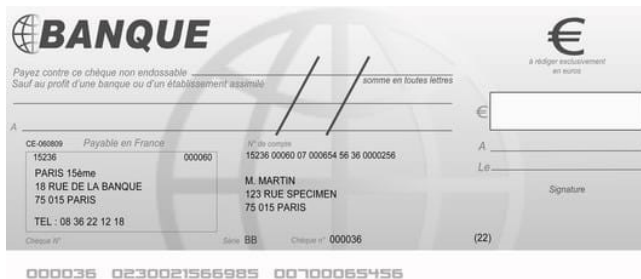 BANQUE
€
à rédiger exclusivement
en euros
Payez contre ce chèque non endossable
Sauf au profit d'une banque ou d'un établissement assimilé
somme en toutes lettres
€
A
A
Le
CE-060809 Payable en France
15236 000060
PARIS 15ème
18 RUE DE LA BANQUE
75 015 PARIS
TEL : 08 36 22 12 18
N° de compte
15236 00060 07 000654 56 36 0000256
M. MARTIN
123 RUE SPECIMEN
75 015 PARIS
Signature
Chèque N° Série BB Chèque n° 000036 (22)
000036 0230021566985 00700065456